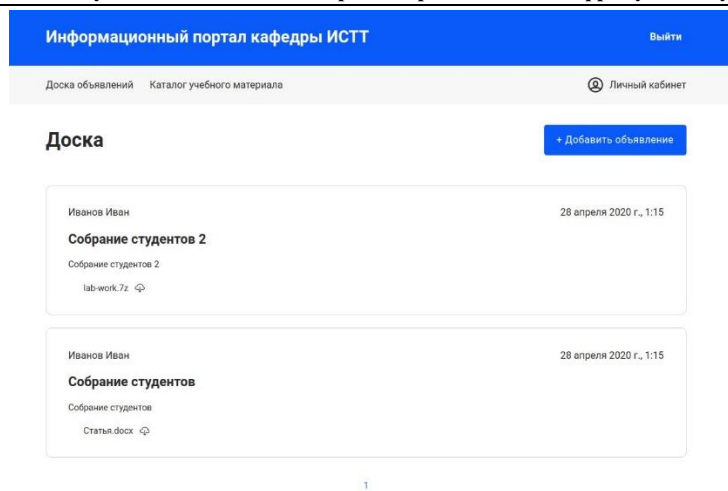 Информационный портал кафедры ИСТТ
Выйти
Доска объявлений Каталог учебного материала
Личный кабинет
Доска
+ Добавить объявление
Иванов Иван
28 апреля 2020 г., 1:15
Собрание студентов 2
Собрание студентов 2
lab-work.7z
Иванов Иван
28 апреля 2020 г., 1:15
Собрание студентов
Собрание студентов
Статья.docx
1